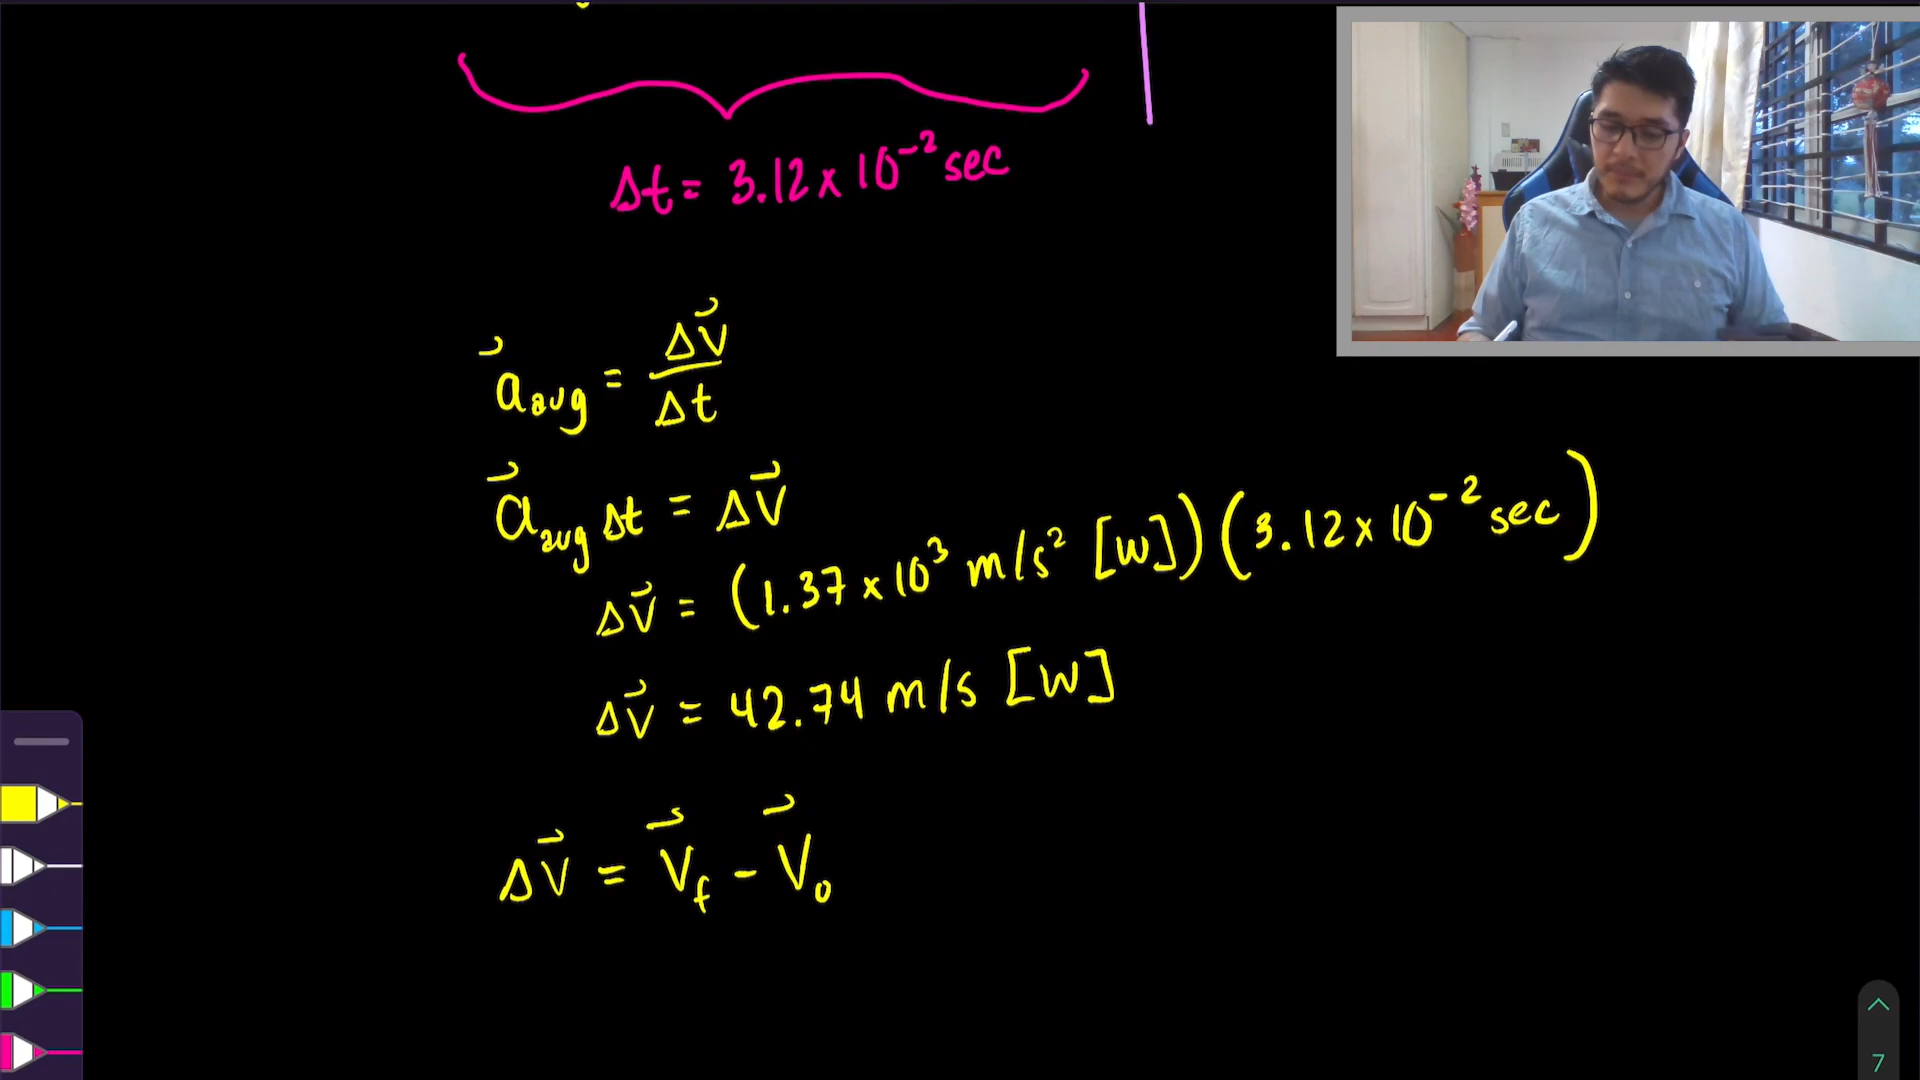 Δt = 3.12 x 10⁻² sec
a⃗avg = Δv⃗ / Δt
a⃗avg Δt = Δv⃗
Δv⃗ = (1.37 x 10³ m/s² [W]) (3.12 x 10⁻² sec)
Δv⃗ = 42.74 m/s [W]
Δv⃗ = v⃗f - v⃗₀
7